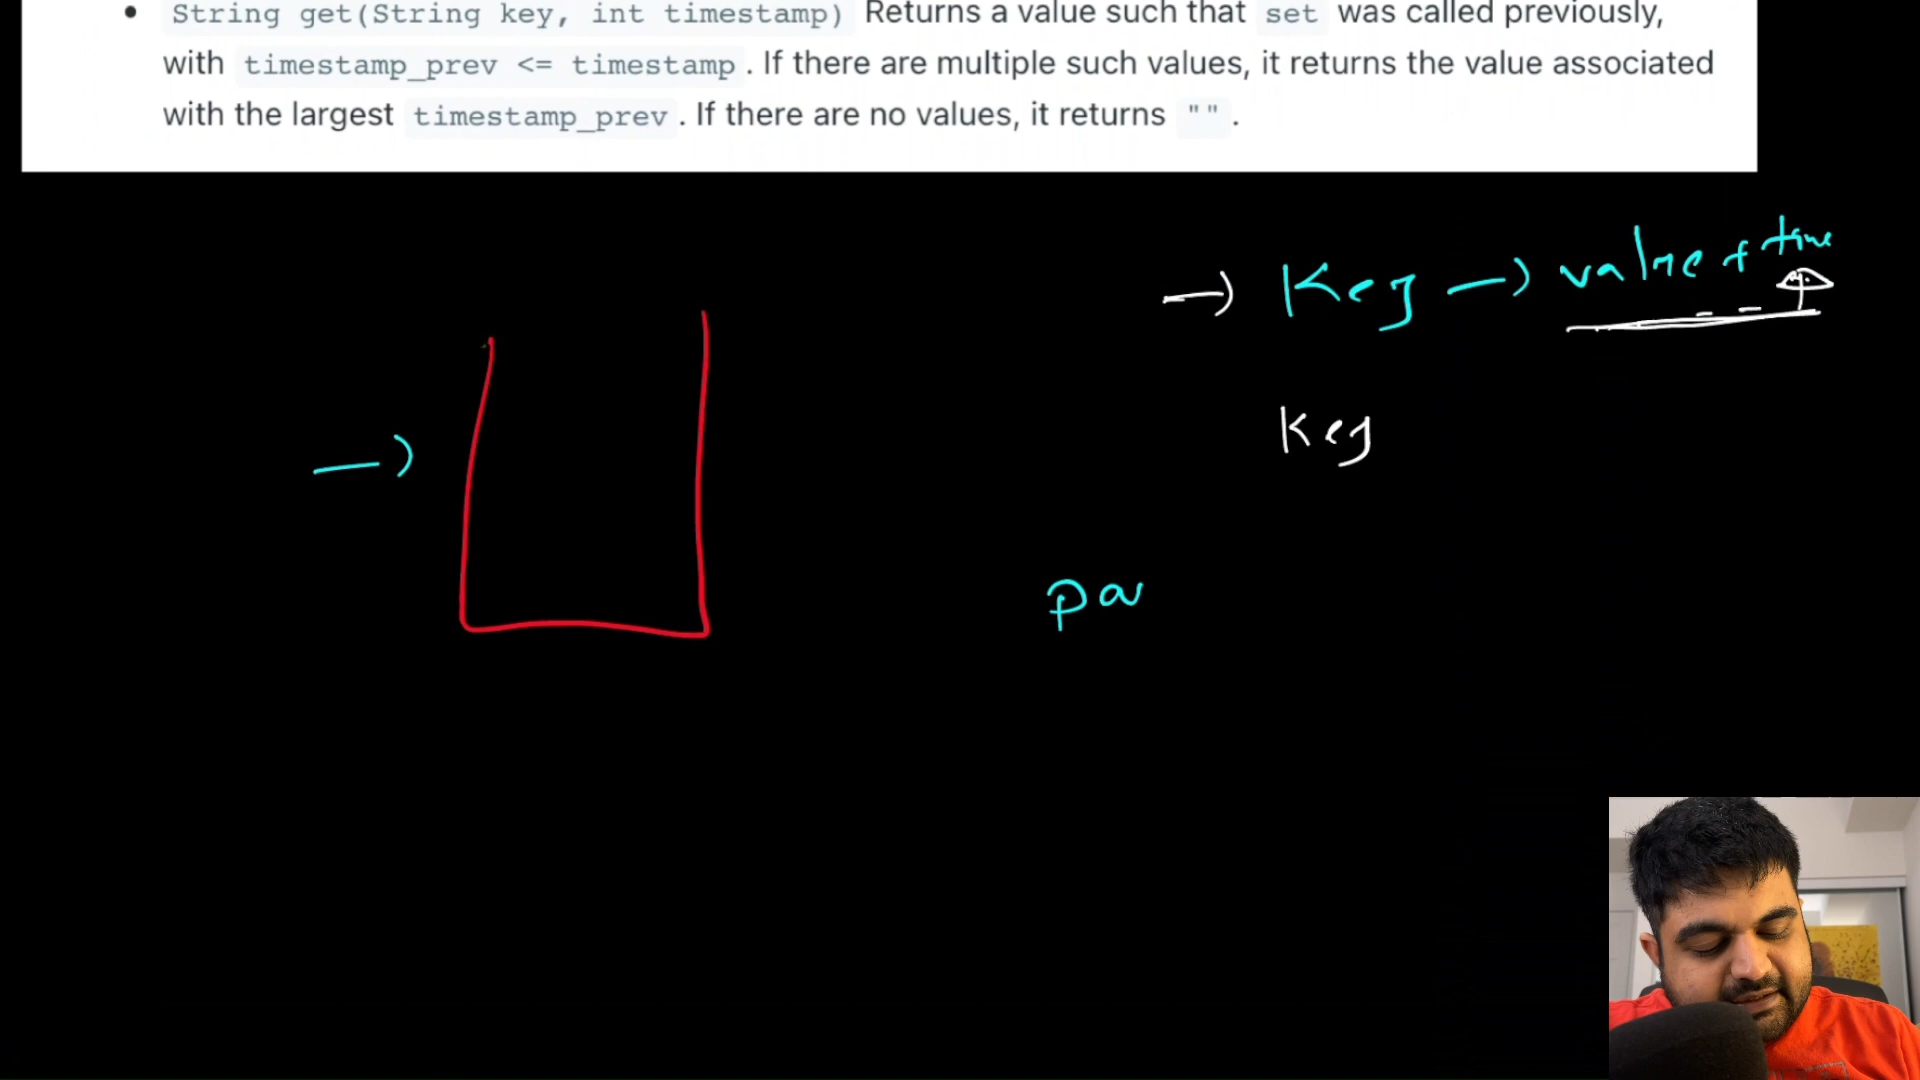 • String get(String key, int timestamp) Returns a value such that set was called previously,
with timestamp_prev <= timestamp. If there are multiple such values, it returns the value associated
with the largest timestamp_prev. If there are no values, it returns "".
→ Key → value + time
Key
pa